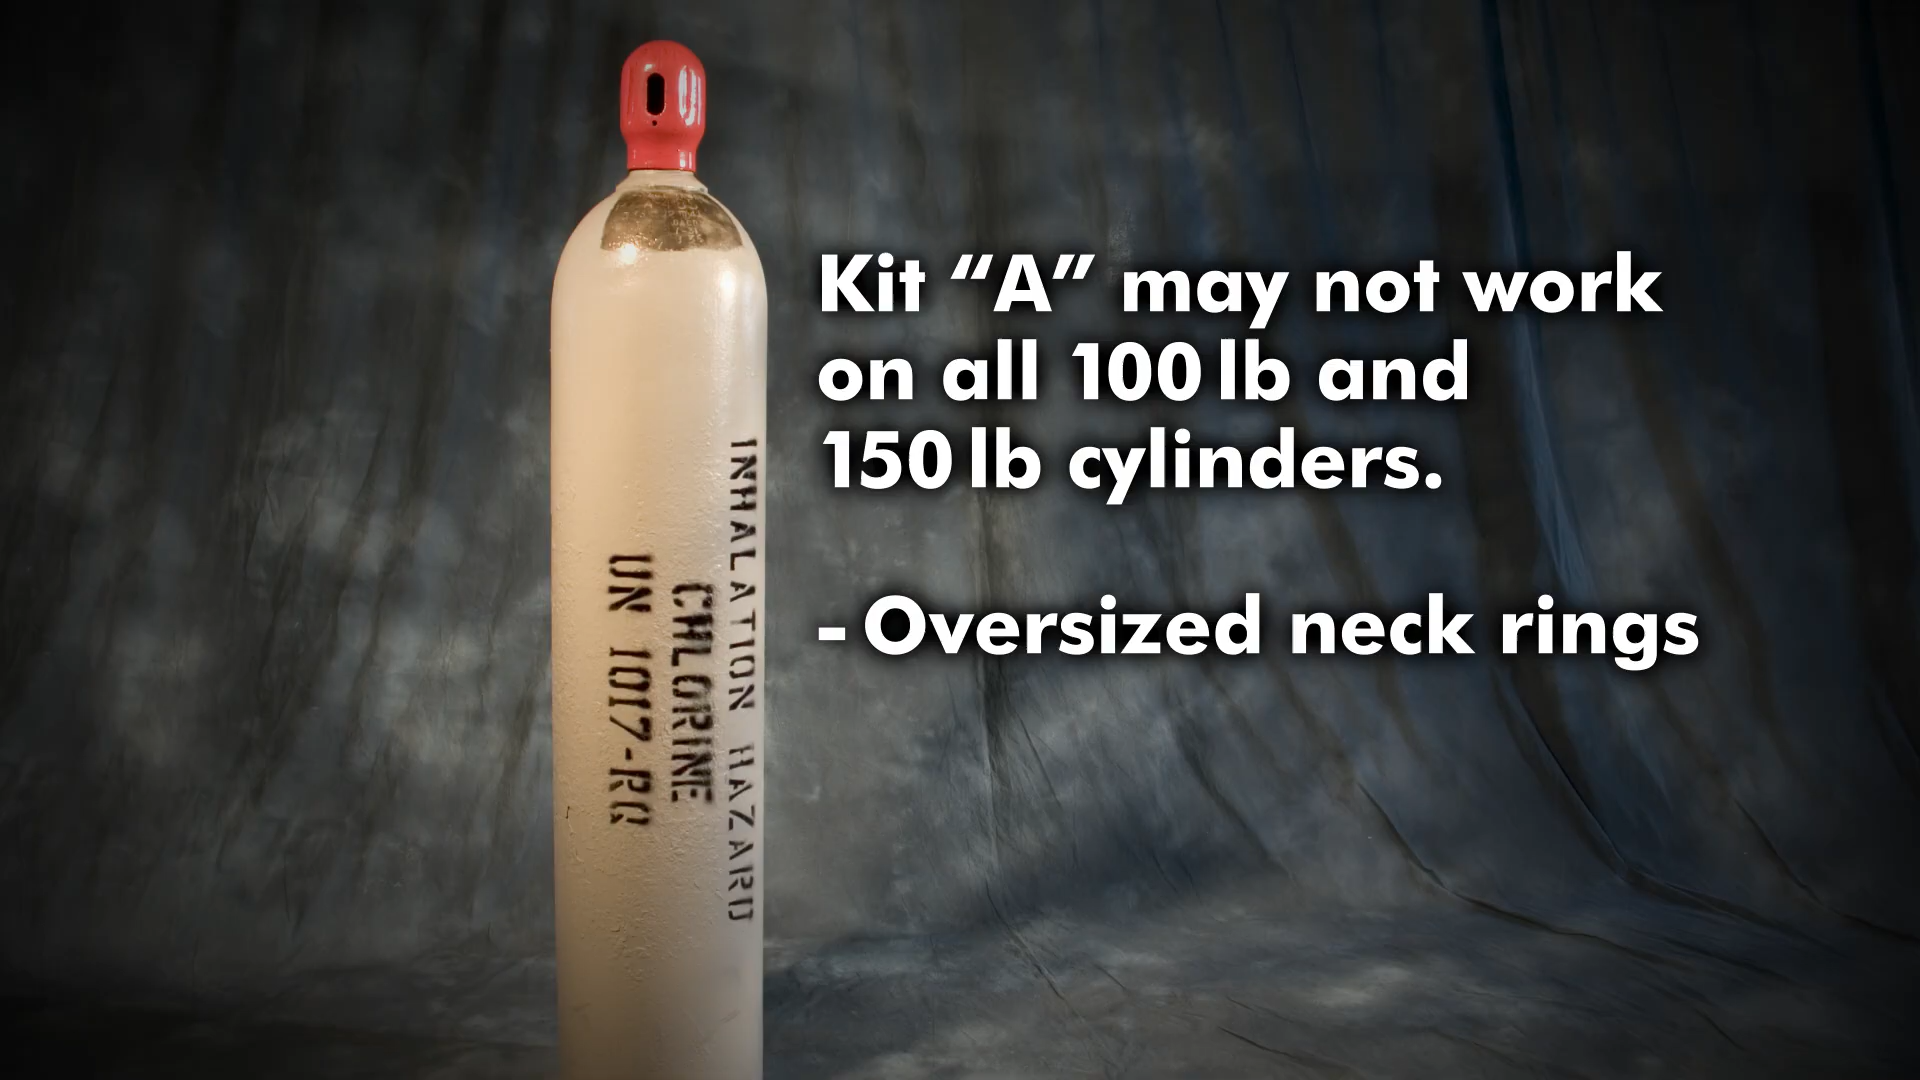 Kit “A” may not work
on all 100 lb and
150 lb cylinders.
- Oversized neck rings
INHALATION HAZARD
CHLORINE
UN 1017-RQ